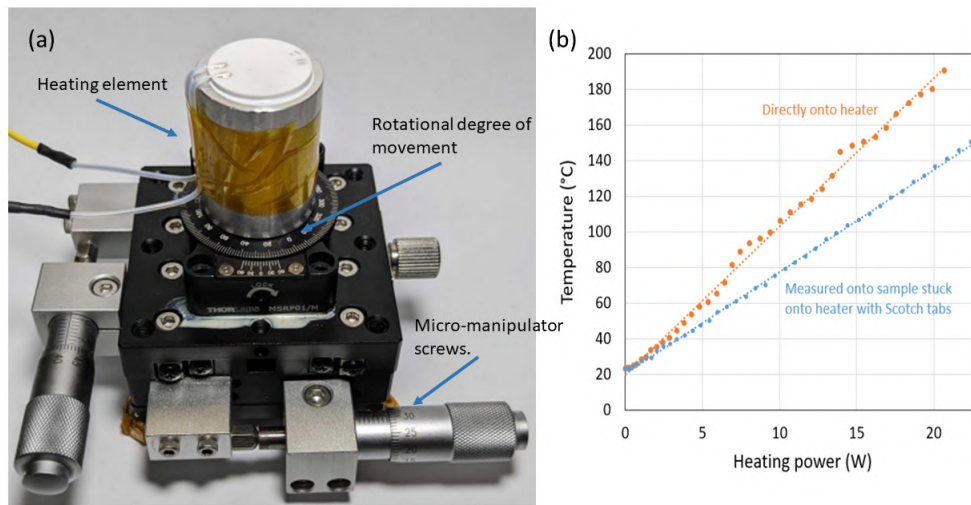 (a)
Heating element
Rotational degree of
movement
LOCK
THORLABS MSRP01/M
Micro-manipulator
screws.
30
25
(b)
200
180
160
140
120
100
80
60
40
20
0
Temperature (°C)
Directly onto heater
Measured onto sample stuck
onto heater with Scotch tabs
0 5 10 15 20
Heating power (W)